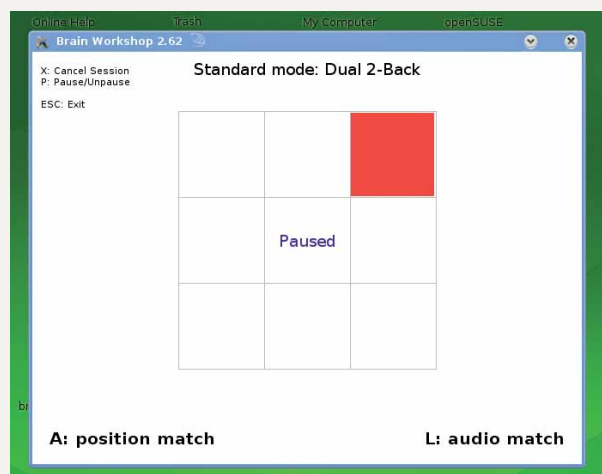 Online Help Trash My Computer openSUSE
Brain Workshop 2.62
X: Cancel Session
P: Pause/Unpause
ESC: Exit
Standard mode: Dual 2-Back
Paused
br
A: position match L: audio match